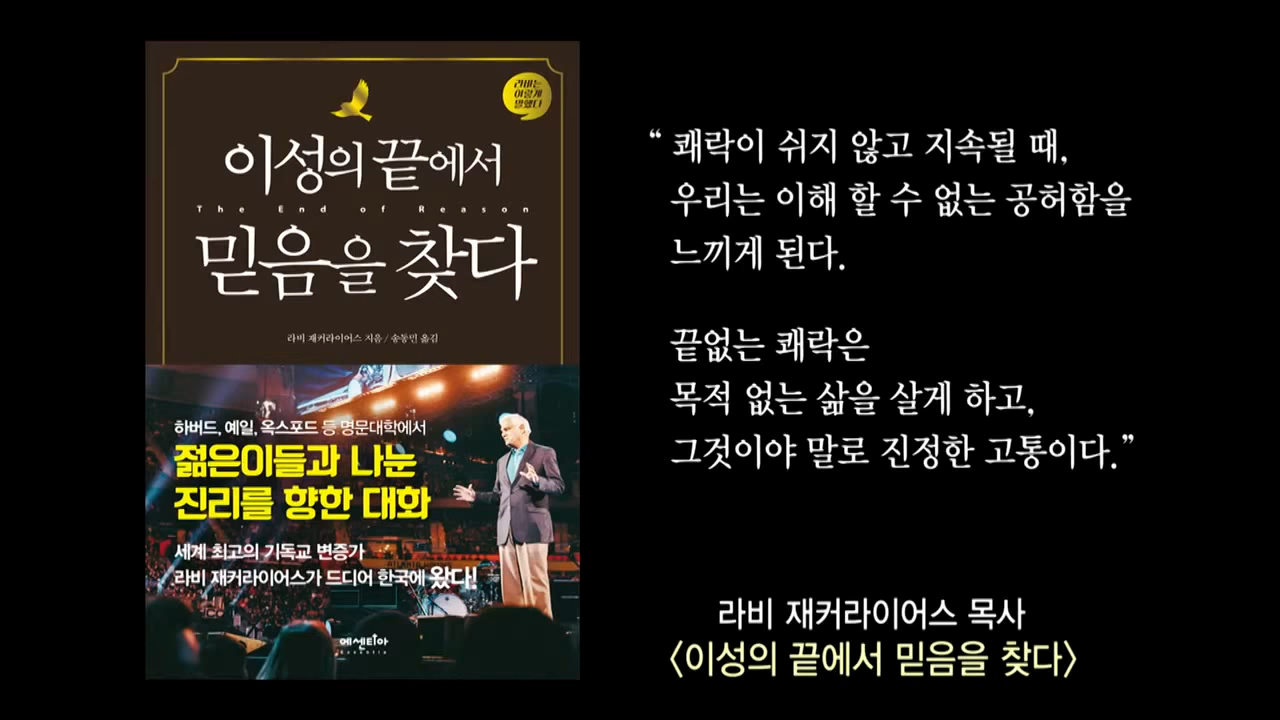 라비는
이렇게
말했다
이성의 끝에서
The End of Reason
믿음을 찾다
라비 재커라이어스 지음 / 송동민 옮김
하버드, 예일, 옥스포드 등 명문대학에서
젊은이들과 나눈
진리를 향한 대화
세계 최고의 기독교 변증가
라비 재커라이어스가 드디어 한국에 왔다!
에센티아
Essentia
“ 쾌락이 쉬지 않고 지속될 때,
우리는 이해 할 수 없는 공허함을
느끼게 된다.
끝없는 쾌락은
목적 없는 삶을 살게 하고,
그것이야 말로 진정한 고통이다.”
라비 재커라이어스 목사
〈이성의 끝에서 믿음을 찾다〉